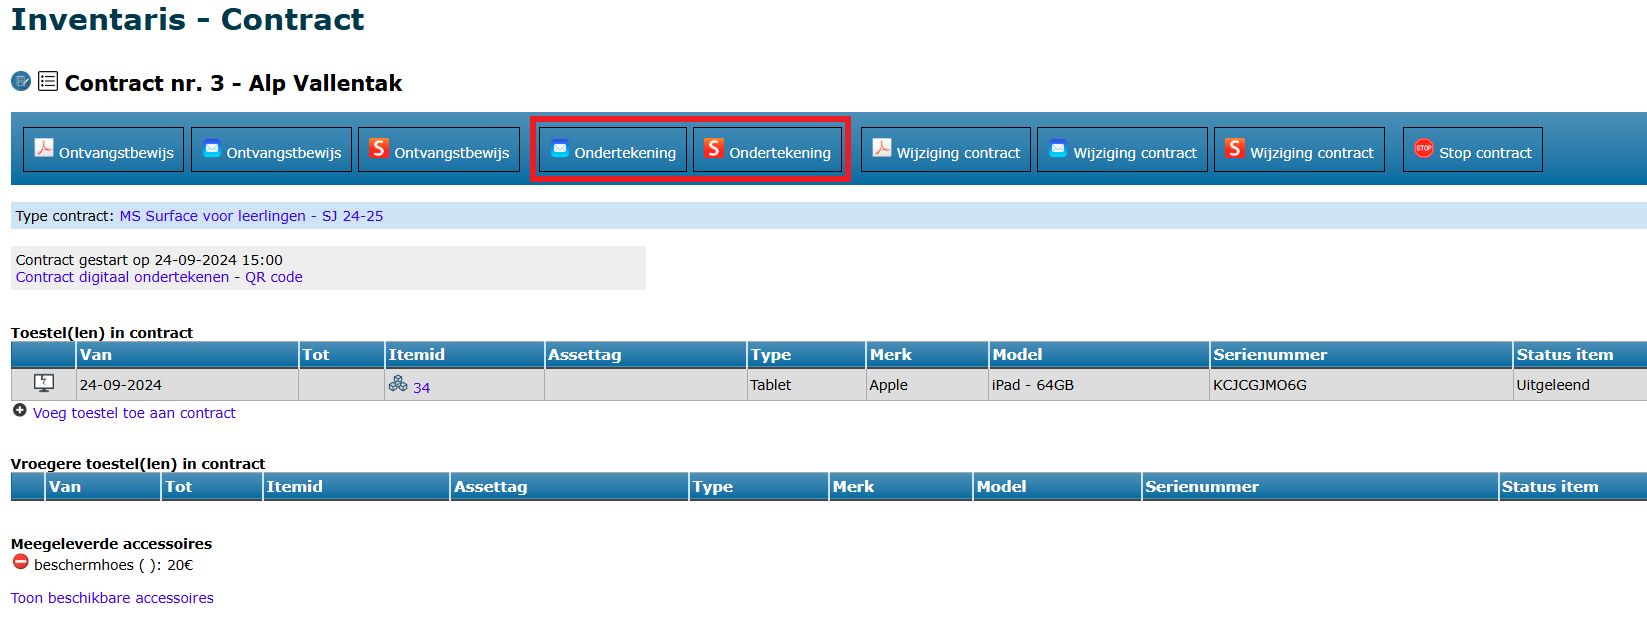 Inventaris - Contract
Contract nr. 3 - Alp Vallentak
Ontvangstbewijs Ontvangstbewijs S Ontvangstbewijs Ondertekening S Ondertekening Wijziging contract Wijziging contract S Wijziging contract STOP Stop contract
Type contract: MS Surface voor leerlingen - SJ 24-25
Contract gestart op 24-09-2024 15:00
Contract digitaal ondertekenen - QR code
Toestel(len) in contract
Van Tot Itemid Assettag Type Merk Model Serienummer Status item
24-09-2024 34 Tablet Apple iPad - 64GB KCJCGJMO6G Uitgeleend
Voeg toestel toe aan contract
Vroegere toestel(len) in contract
Van Tot Itemid Assettag Type Merk Model Serienummer Status item
Meegeleverde accessoires
beschermhoes ( ): 20€
Toon beschikbare accessoires